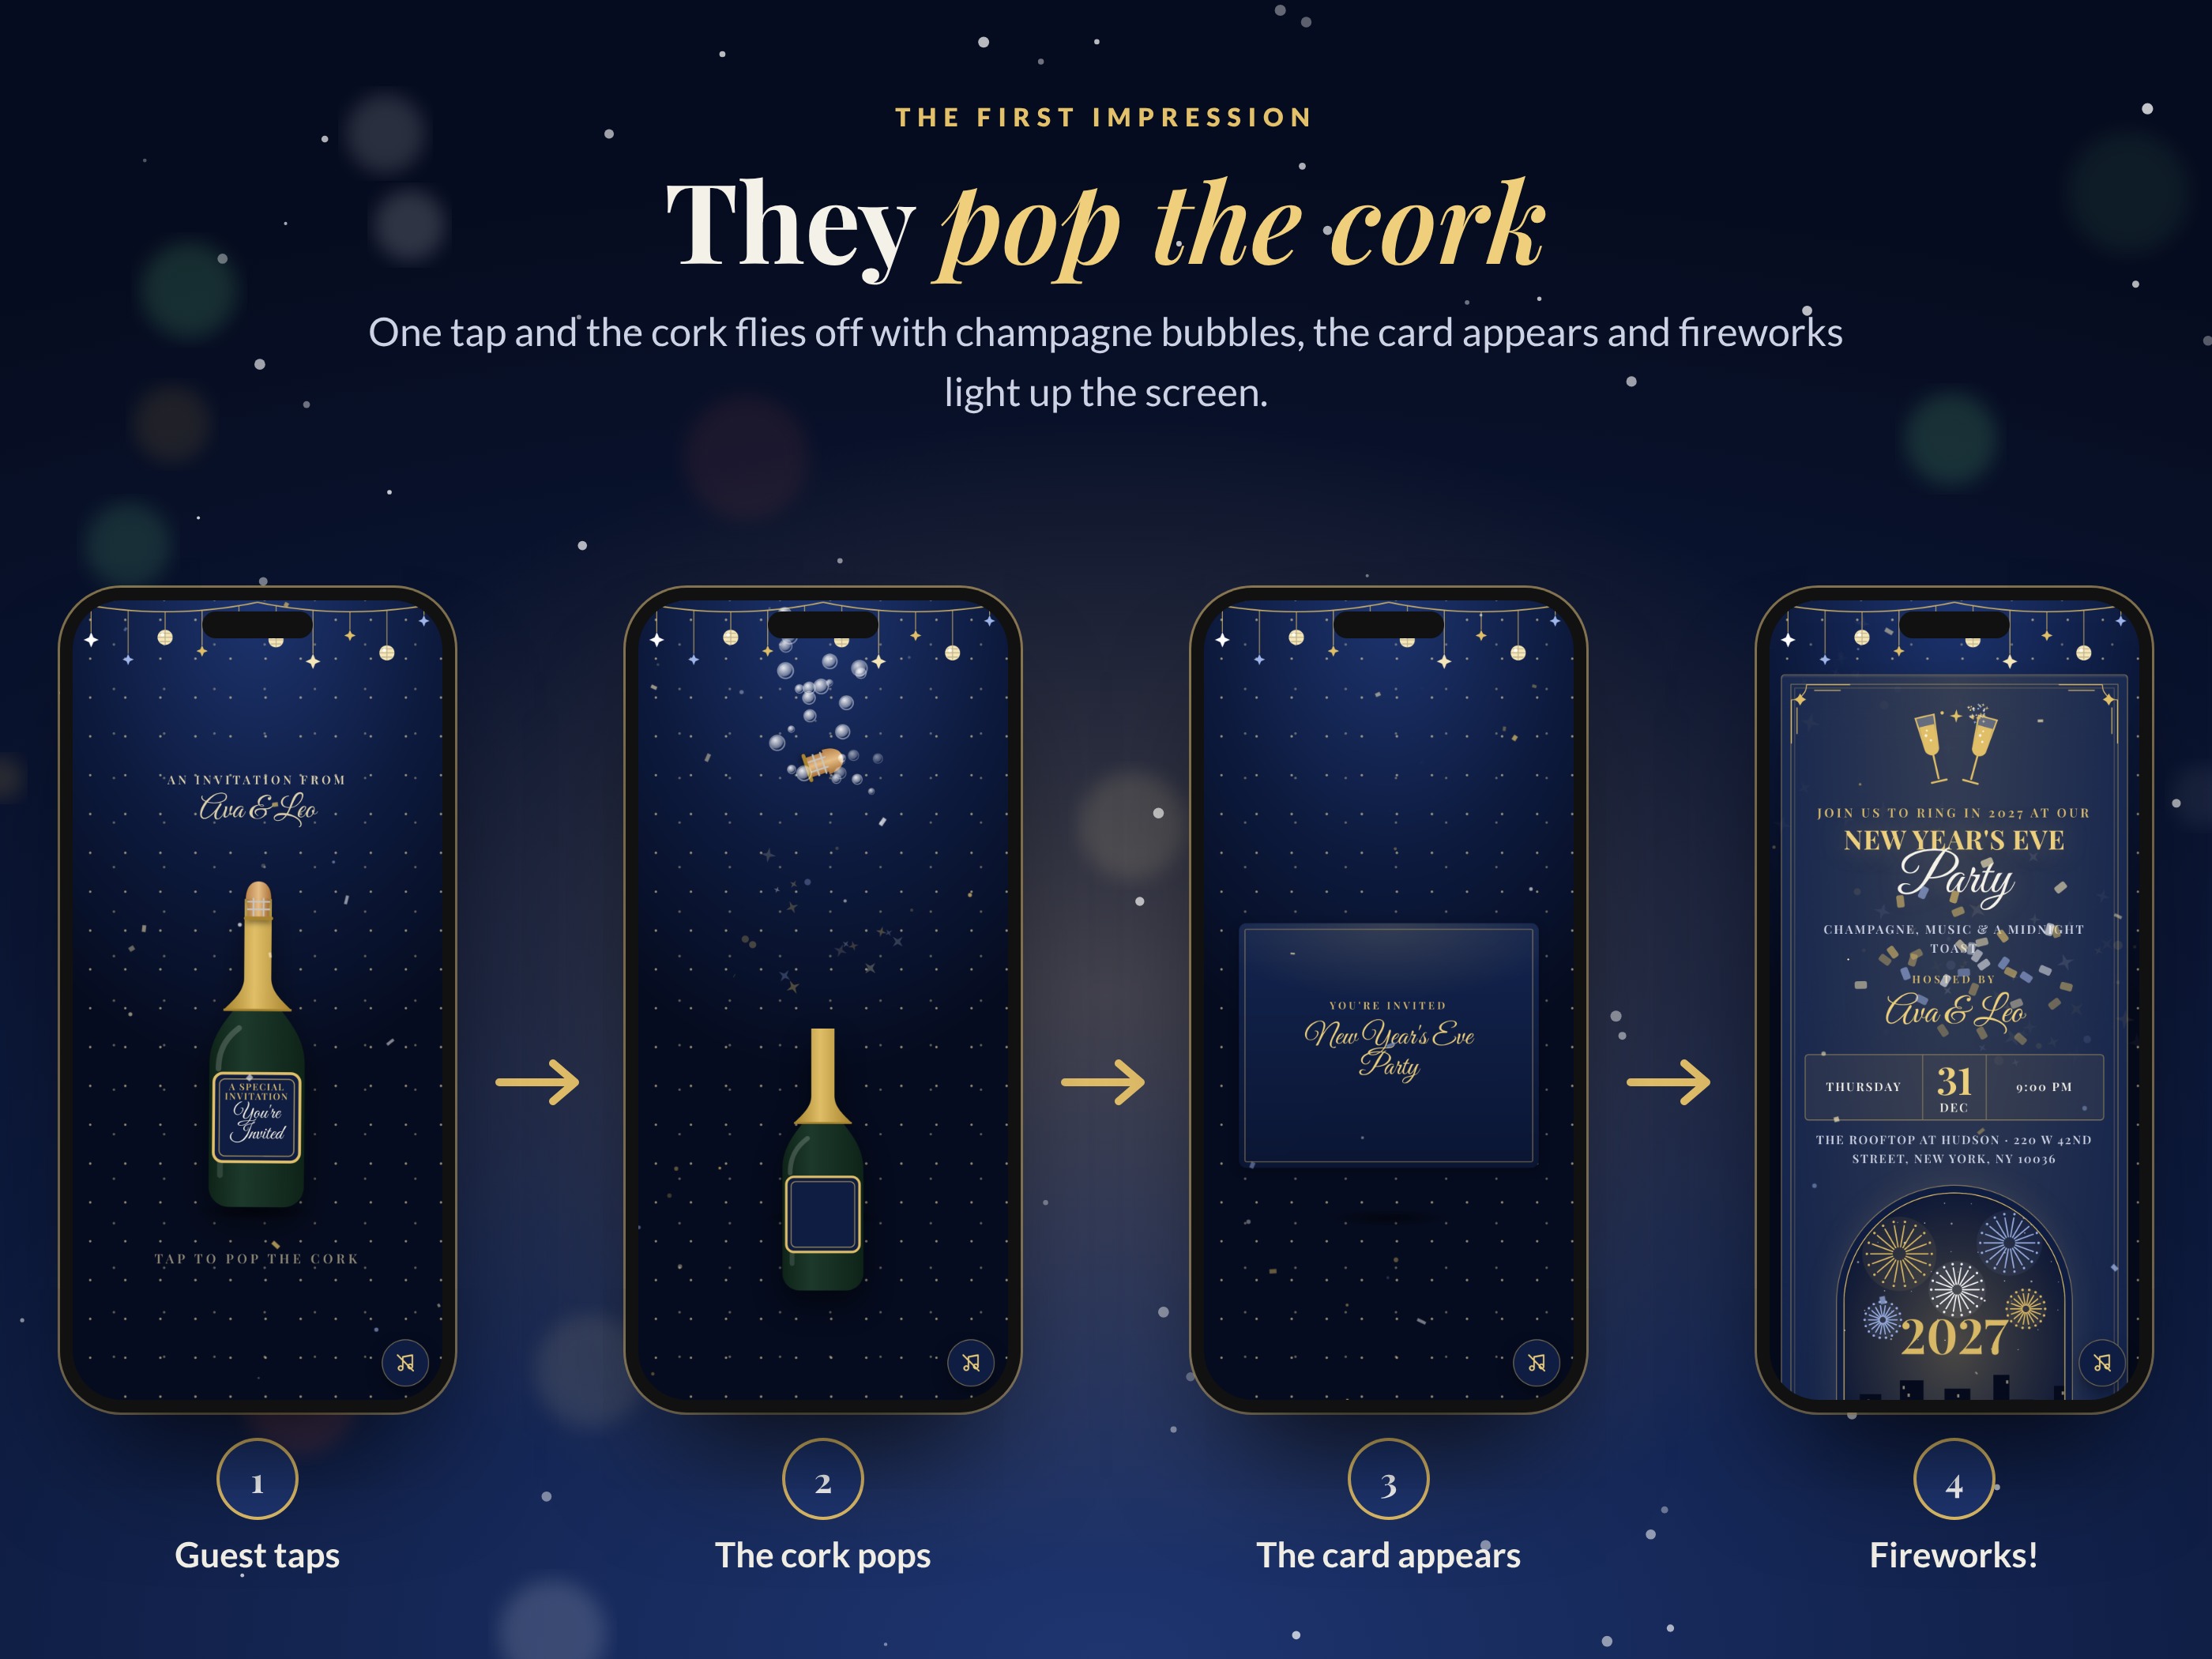 THE FIRST IMPRESSION
They pop the cork
One tap and the cork flies off with champagne bubbles, the card appears and fireworks
light up the screen.
AN INVITATION FROM
Ava & Leo
A SPECIAL
INVITATION
You're
Invited
TAP TO POP THE CORK
1
Guest taps
2
The cork pops
YOU'RE INVITED
New Year's Eve
Party
3
The card appears
JOIN US TO RING IN 2027 AT OUR
NEW YEAR'S EVE
Party
CHAMPAGNE, MUSIC & A MIDNIGHT
TOAST
HOSTED BY
Ava & Leo
THURSDAY
31
DEC
9:00 PM
THE ROOFTOP AT HUDSON · 220 W 42ND
STREET, NEW YORK, NY 10036
2027
4
Fireworks!